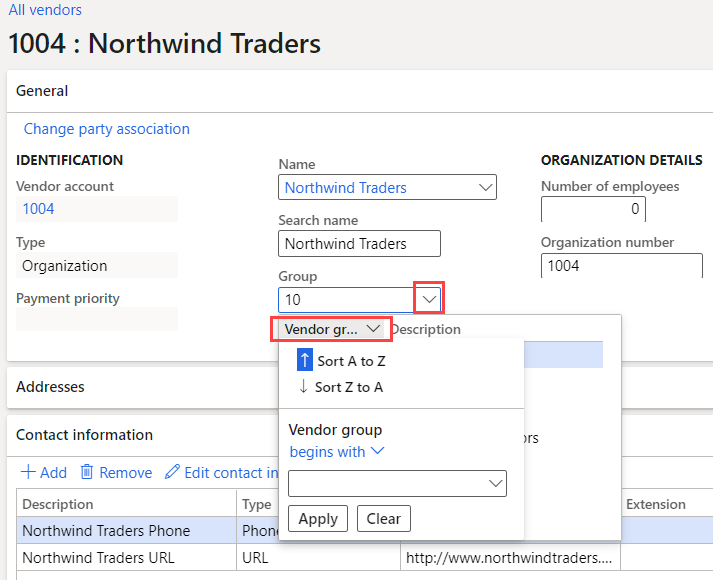 All vendors
1004 : Northwind Traders
General
Change party association
IDENTIFICATION
Vendor account
1004
Type
Organization
Payment priority
Name
Northwind Traders
Search name
Northwind Traders
Group
10
ORGANIZATION DETAILS
Number of employees
0
Organization number
1004
Vendor gr... Description
↑ Sort A to Z
↓ Sort Z to A
Vendor group
begins with
Apply Clear
ors
Addresses
Contact information
+ Add Remove Edit contact in
Description Type Extension
Northwind Traders Phone Phon
Northwind Traders URL URL http://www.northwindtraders....